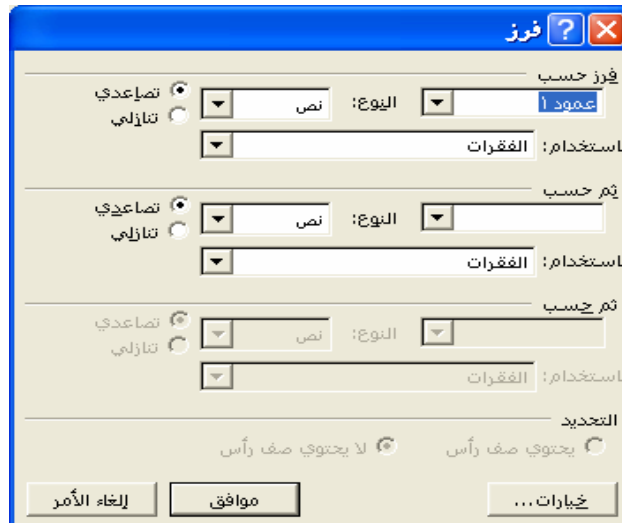 فرز
فرز حسب
عمود ١ النوع: نص تصاعدي
تنازلي
استخدام: الفقرات
ثم حسب
النوع: نص تصاعدي
تنازلي
استخدام: الفقرات
ثم حسب
النوع: نص تصاعدي
تنازلي
استخدام: الفقرات
التحديد
يحتوي صف رأس لا يحتوي صف رأس
خيارات... موافق إلغاء الأمر